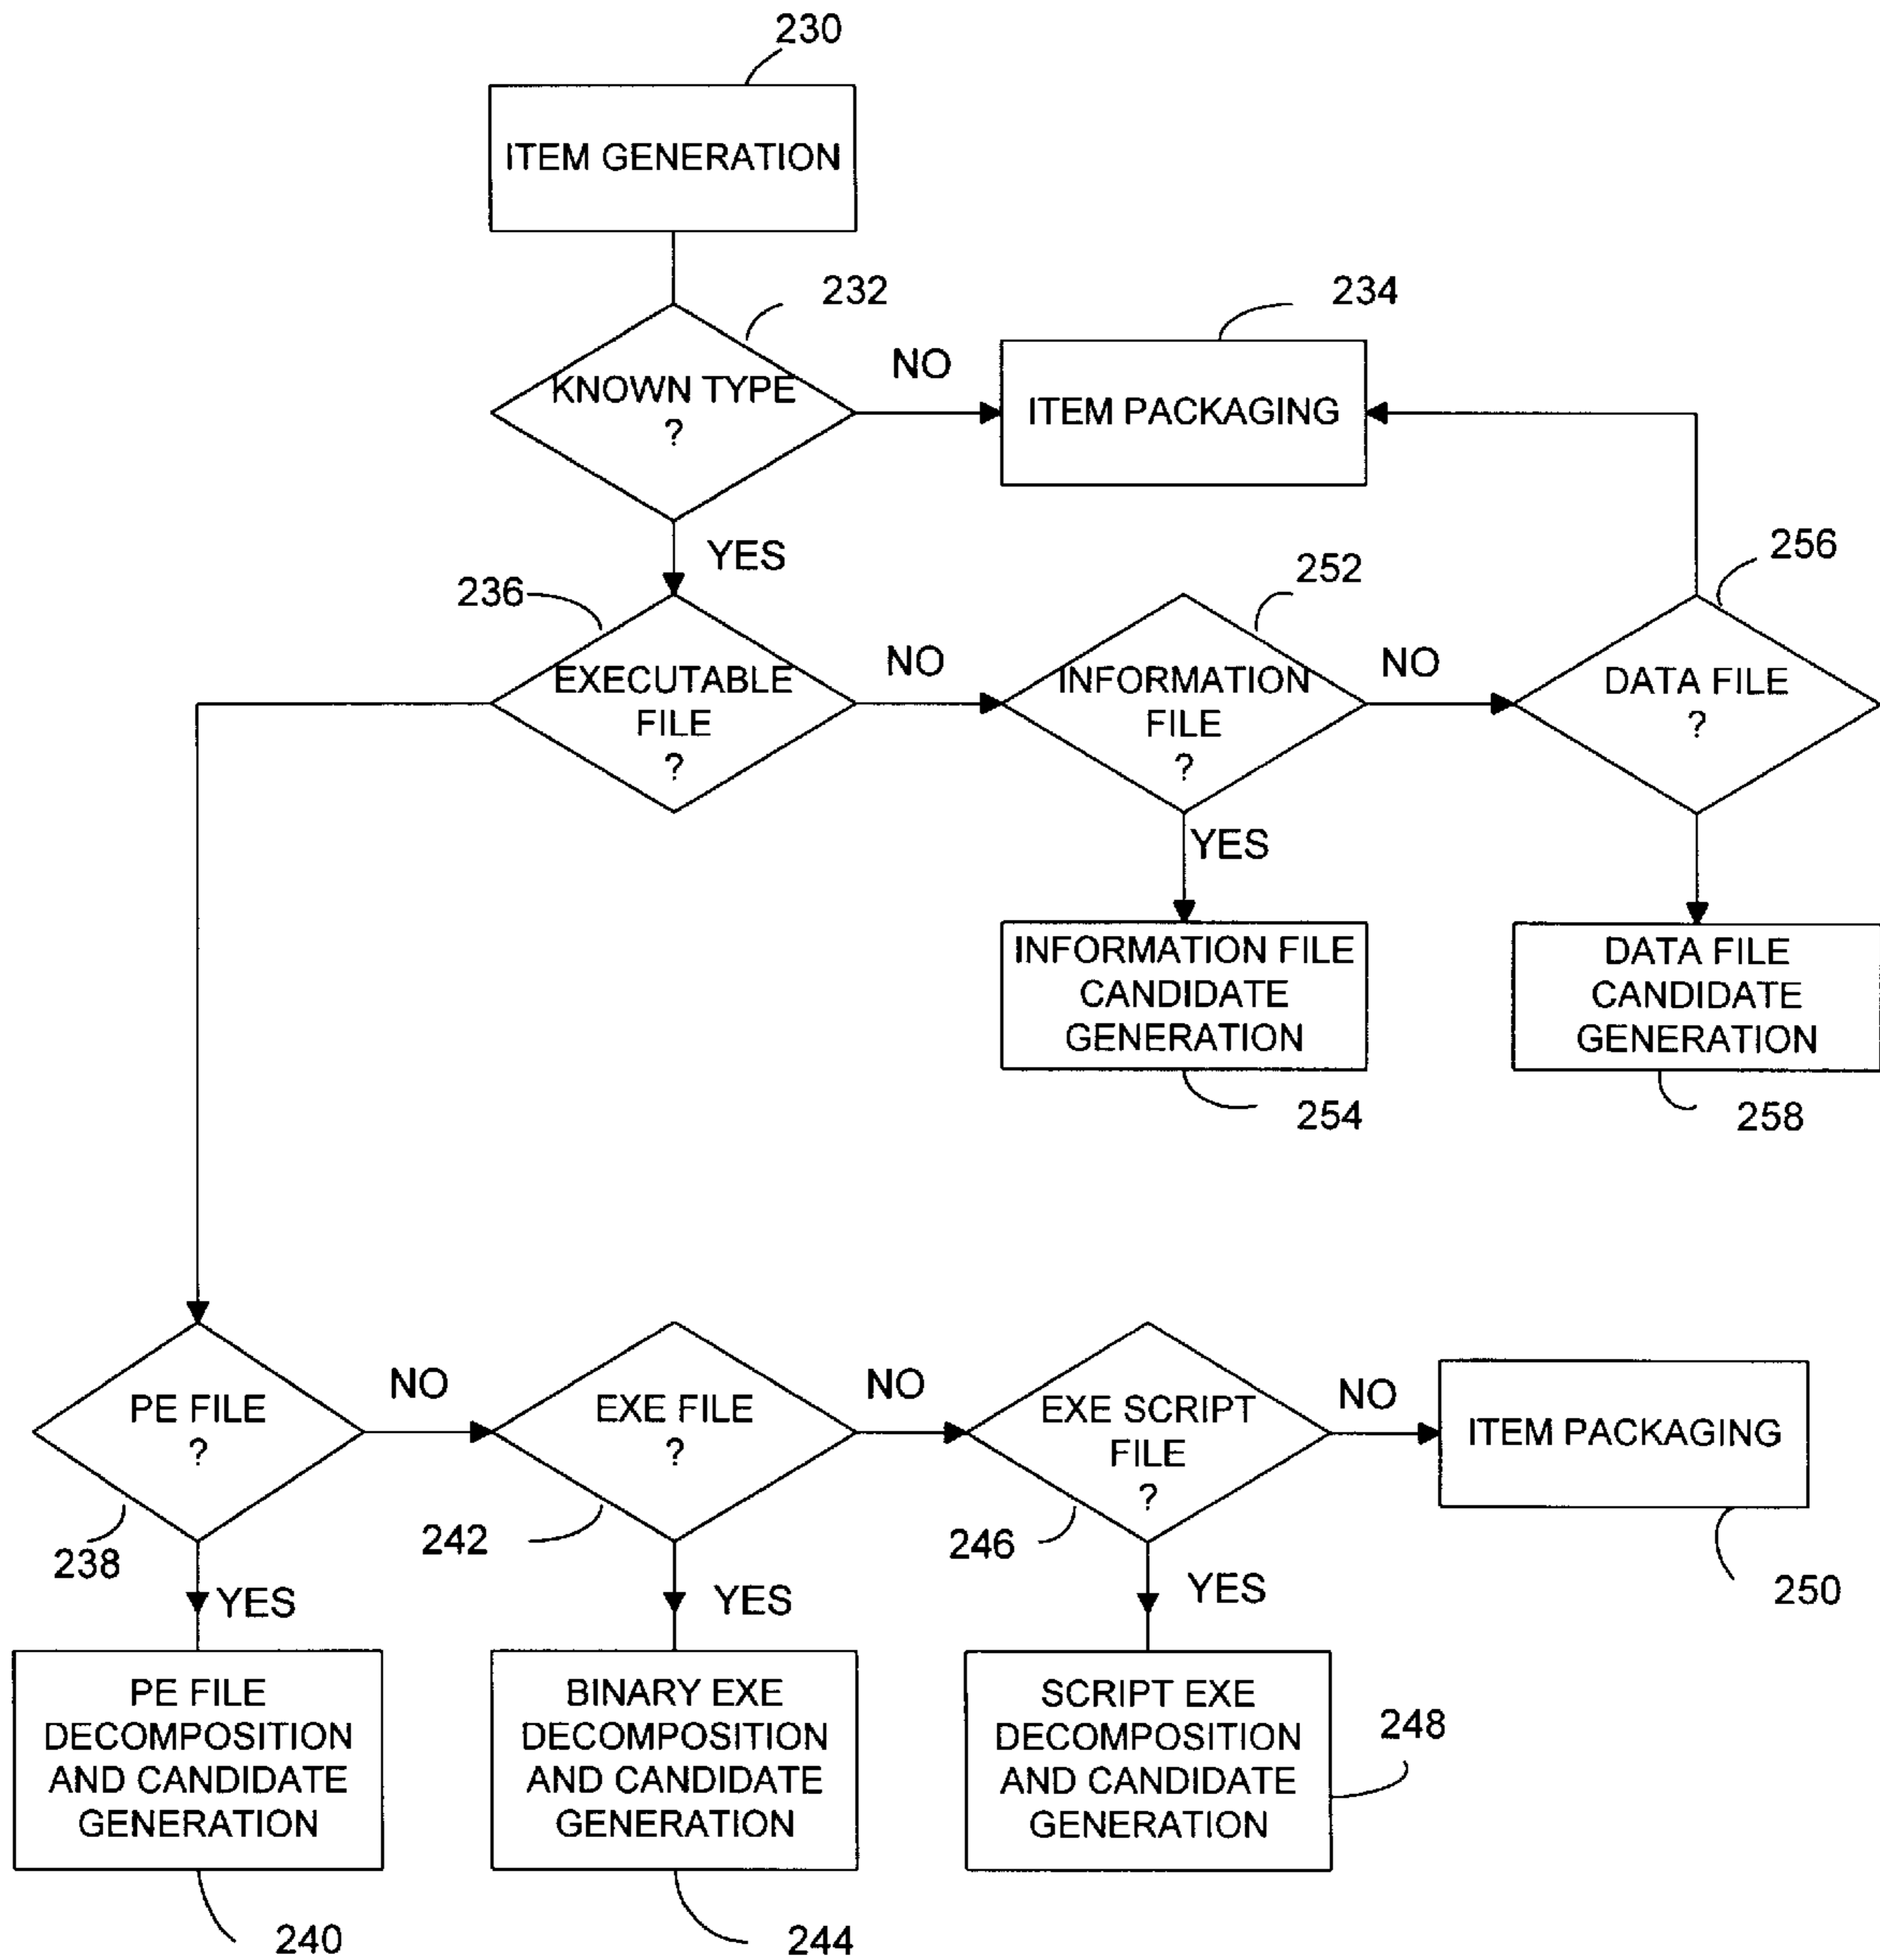 230
ITEM GENERATION
232
234
KNOWN TYPE
?
NO
ITEM PACKAGING
YES
256
252
236
EXECUTABLE
FILE
?
NO
INFORMATION
FILE
?
NO
DATA FILE
?
YES
INFORMATION FILE
CANDIDATE
GENERATION
DATA FILE
CANDIDATE
GENERATION
254
258
PE FILE
?
NO
EXE FILE
?
NO
EXE SCRIPT
FILE
?
NO
ITEM PACKAGING
238
242
246
250
YES
YES
YES
PE FILE
DECOMPOSITION
AND CANDIDATE
GENERATION
BINARY EXE
DECOMPOSITION
AND CANDIDATE
GENERATION
SCRIPT EXE
DECOMPOSITION
AND CANDIDATE
GENERATION
248
240
244